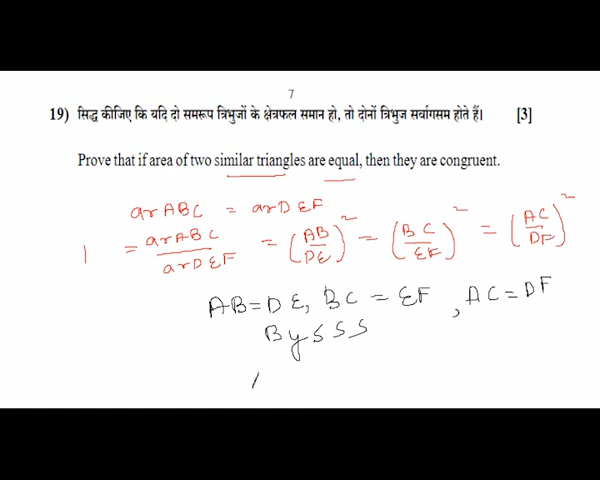 7
19) सिद्ध कीजिए कि यदि दो समरूप त्रिभुजों के क्षेत्रफल समान हो, तो दोनों त्रिभुज सर्वागसम होते हैं। [3]
Prove that if area of two similar triangles are equal, then they are congruent.
ar ABC = ar DEF
1 = ar ABC / ar DEF = (AB/DE)² = (BC/EF)² = (AC/DF)²
AB = DE, BC = EF, AC = DF
By SSS